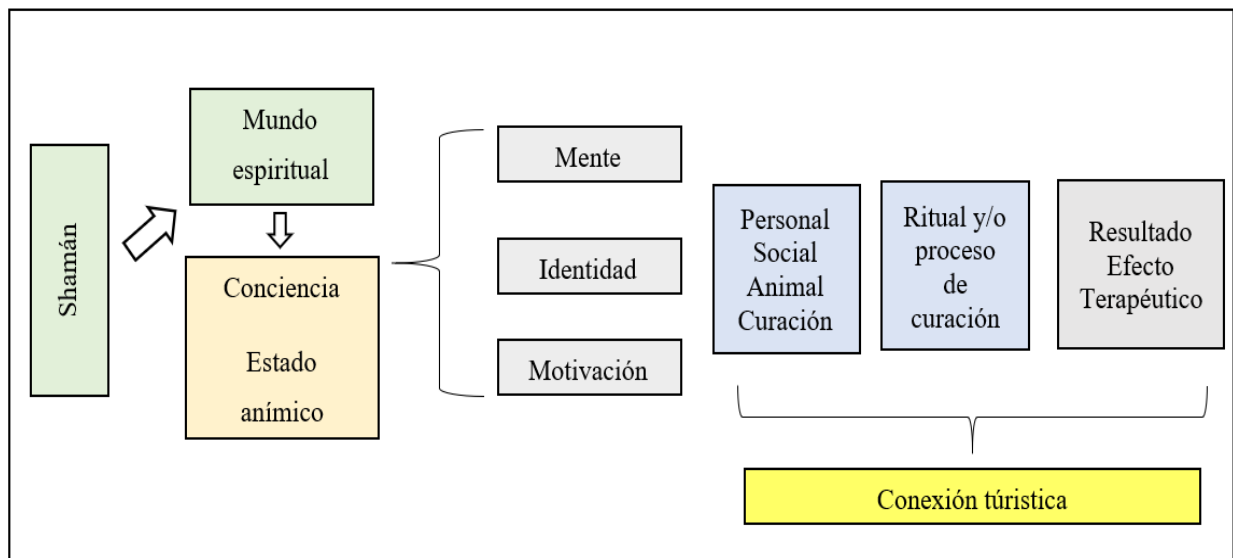 Shamán
Mundo
espiritual
Conciencia
Estado
anímico
Mente
Identidad
Motivación
Personal
Social
Animal
Curación
Ritual y/o
proceso
de
curación
Resultado
Efecto
Terapéutico
Conexión túristica